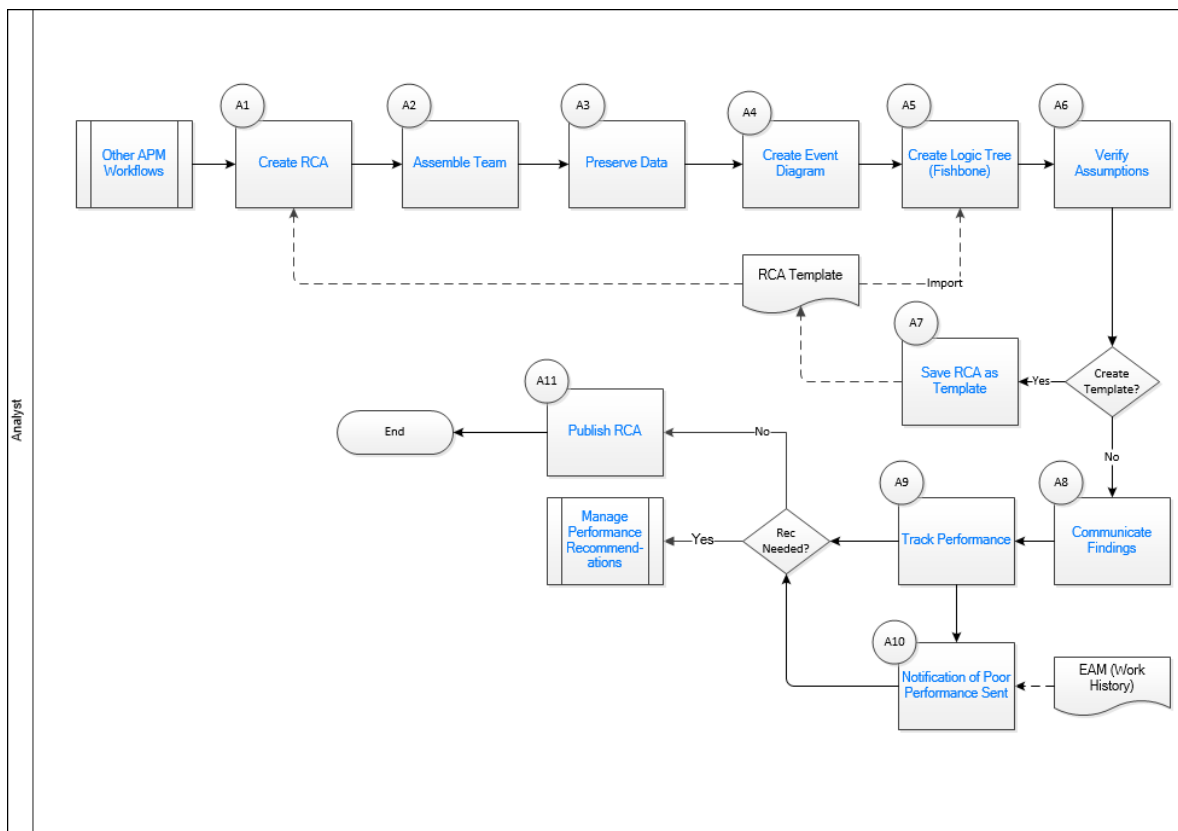 Analyst
A1
A2
A3
A4
A5
A6
Other APM
Workflows
Create RCA
Assemble Team
Preserve Data
Create Event
Diagram
Create Logic Tree
(Fishbone)
Verify
Assumptions
RCA Template
Import
A7
Save RCA as
Template
Yes
Create
Template?
No
A11
Publish RCA
End
No
A9
A8
Manage
Performance
Recommend-
ations
Yes
Rec
Needed?
Track Performance
Communicate
Findings
A10
Notification of Poor
Performance Sent
EAM (Work
History)